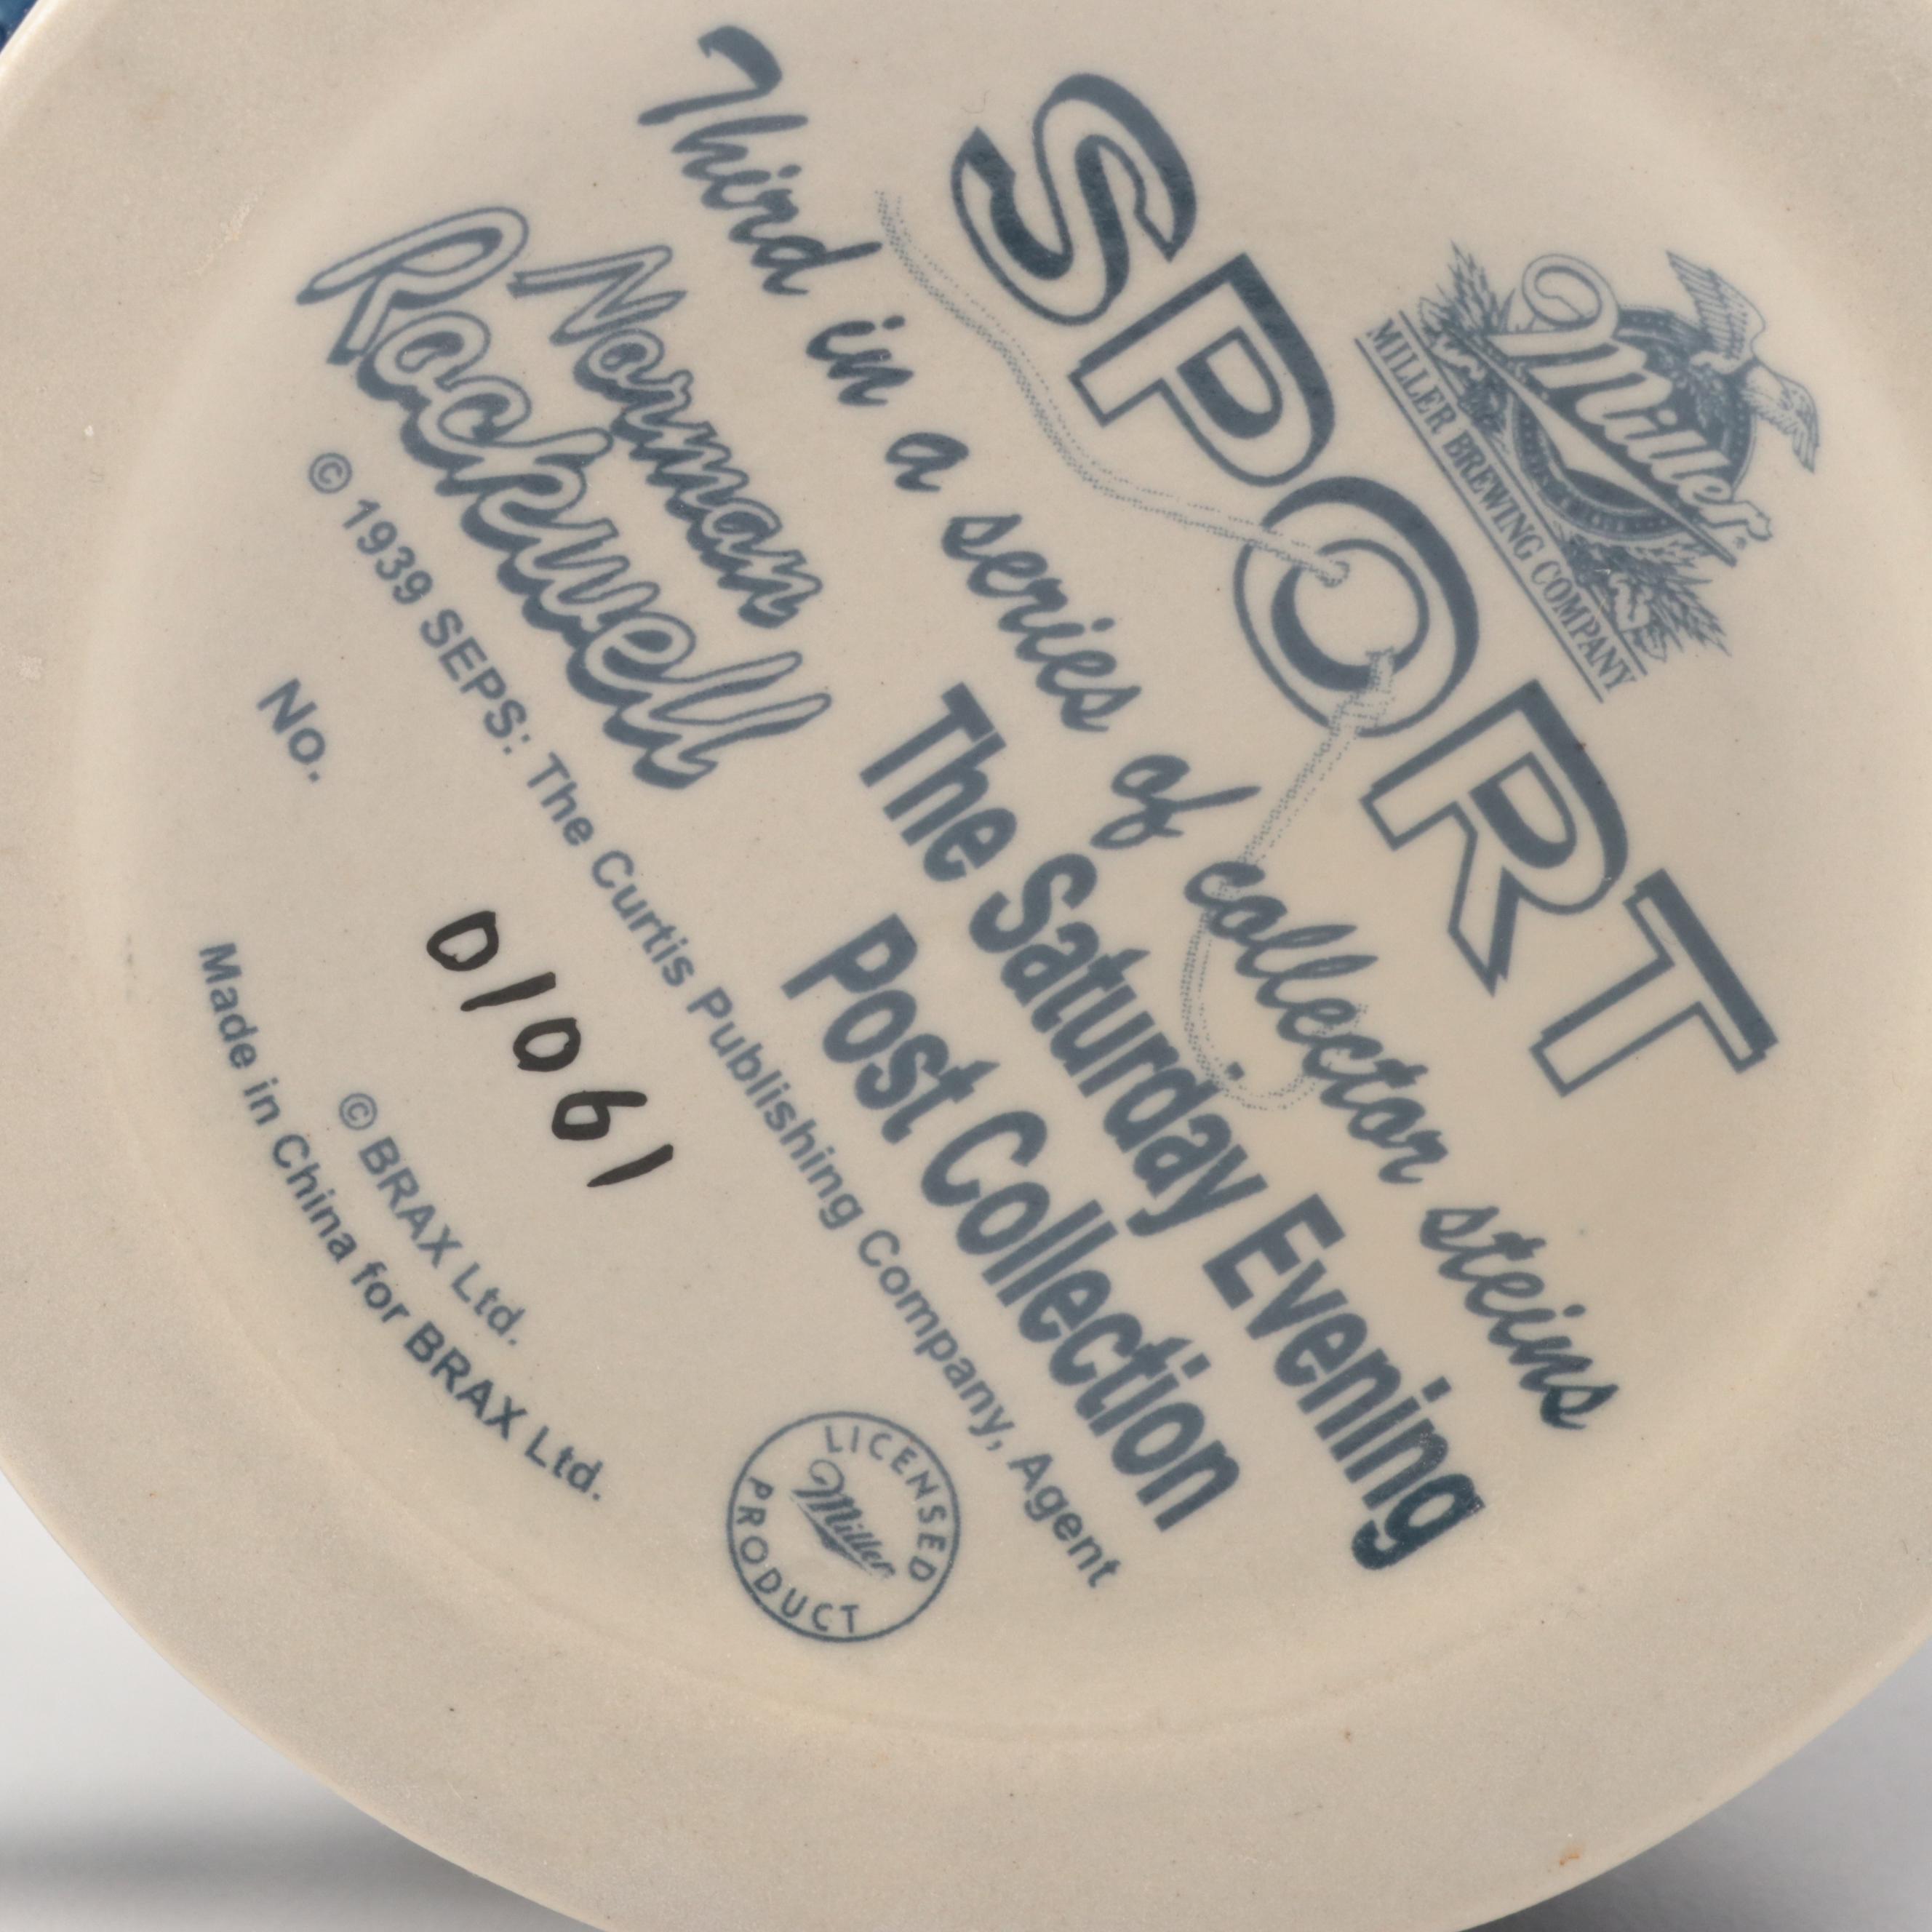 Miller
MILLER BREWING COMPANY
SPORT
Third in a series of collector steins
The Saturday Evening
Post Collection
Norman
Rockwell
© 1939 SEPS: The Curtis Publishing Company, Agent
No. 01061
© BRAX Ltd.
Made in China for BRAX Ltd.
LICENSED
Miller
PRODUCT